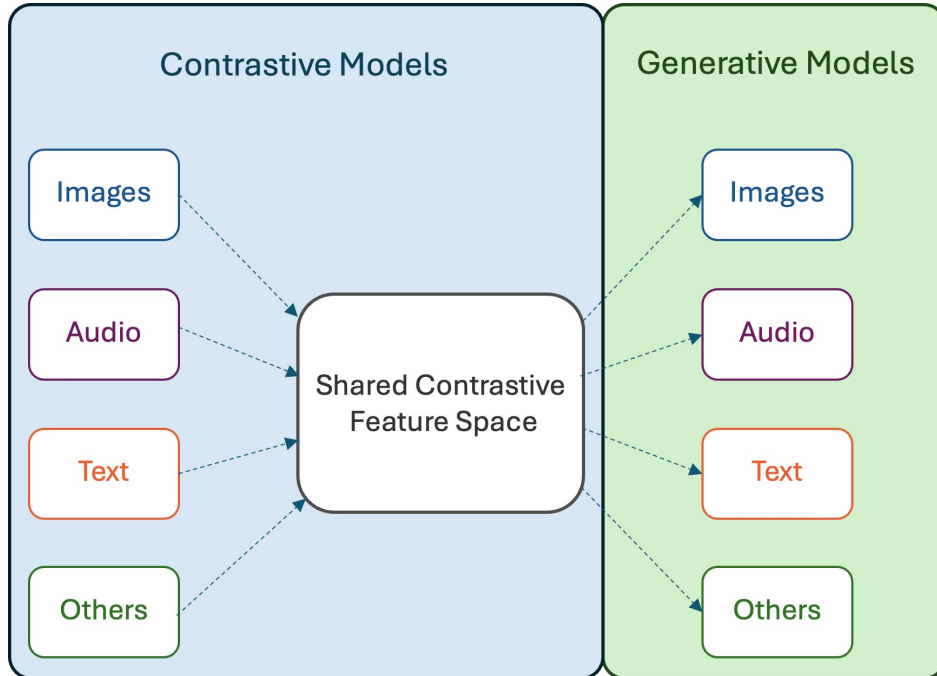 Contrastive Models
Generative Models
Images
Audio
Text
Others
Shared Contrastive
Feature Space
Images
Audio
Text
Others